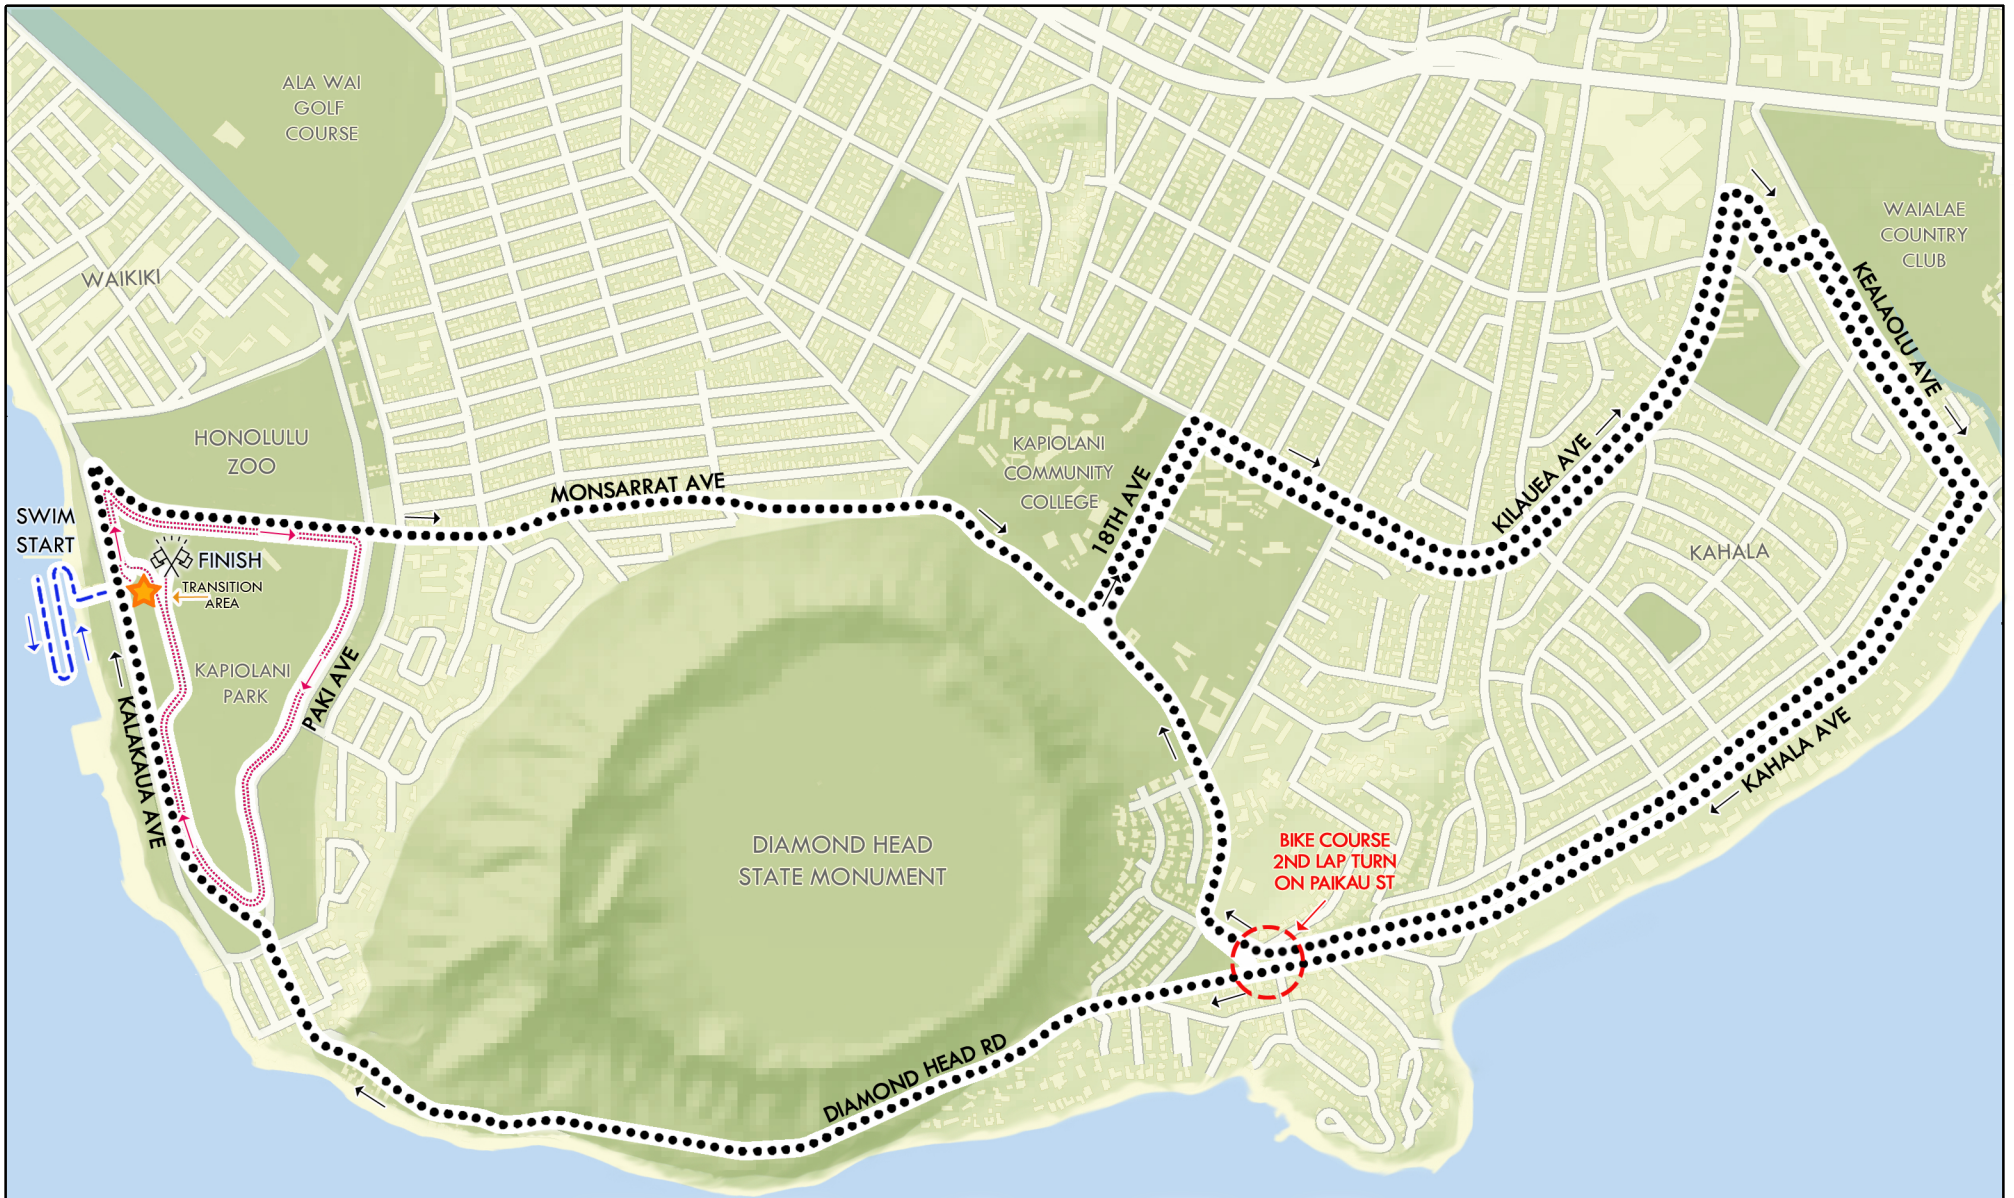 ALA WAI
GOLF
COURSE
WAIKIKI
WAIALAE
COUNTRY
CLUB
KEALAOLU AVE
HONOLULU
ZOO
MONSARRAT AVE
KAPIOLANI
COMMUNITY
COLLEGE
18TH AVE
KILAUEA AVE
KAHALA
SWIM
START
FINISH
TRANSITION
AREA
KAPIOLANI
PARK
PAKI AVE
KALAKAUA AVE
KAHALA AVE
DIAMOND HEAD
STATE MONUMENT
BIKE COURSE
2ND LAP TURN
ON PAIKAU ST
DIAMOND HEAD RD